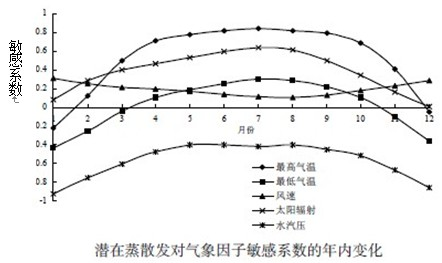 敏感系数
1
0.8
0.6
0.4
0.2
0
0.2
0.4
0.6
0.8
-1
1 2 3 4 5 6 7 8 9 10 11 12
月份
最高气温
最低气温
风速
太阳辐射
水汽压
潜在蒸散发对气象因子敏感系数的年内变化